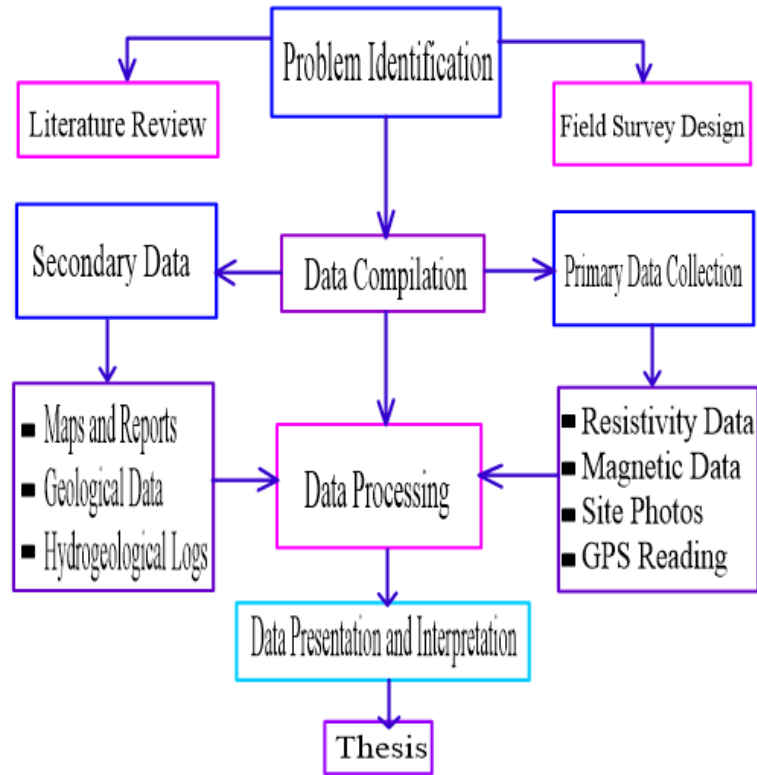 Problem Identification
Literature Review
Field Survey Design
Secondary Data
Data Compilation
Primary Data Collection
▪ Maps and Reports
▪ Geological Data
▪ Hydrogeological Logs
Data Processing
▪ Resistivity Data
▪ Magnetic Data
▪ Site Photos
▪ GPS Reading
Data Presentation and Interpretation
Thesis